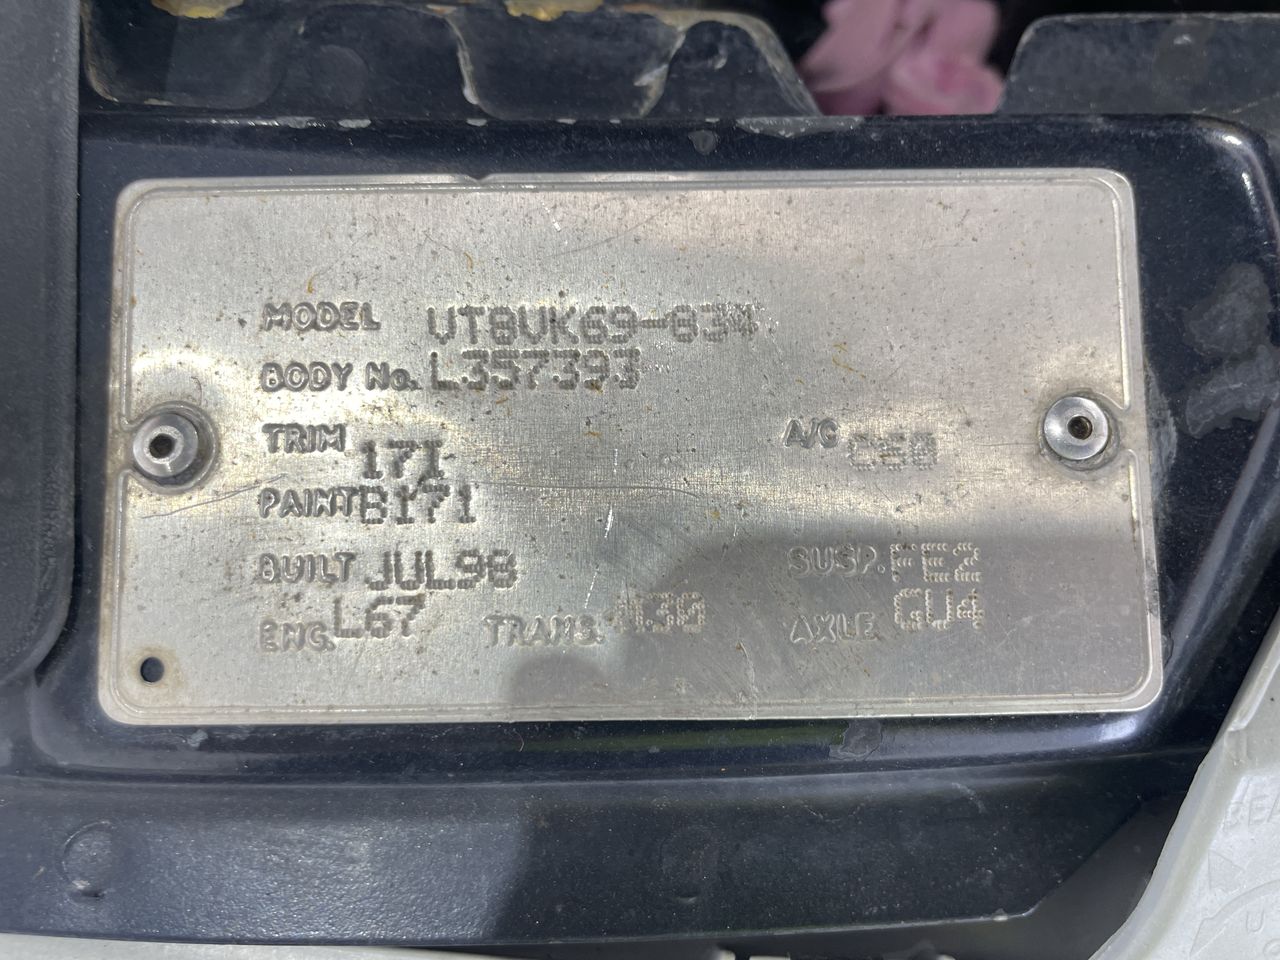 MODEL VT8VK69-834
BODY No. L357393
TRIM 17I
A/C C60
PAINT B171
BUILT JUL98
SUSP. FE2
ENG. L67 TRANS. M30
AXLE GU4